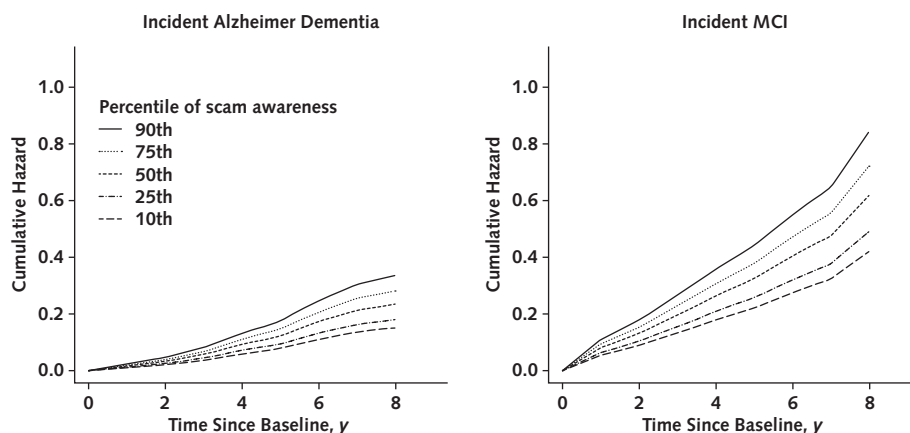 Incident Alzheimer Dementia
Cumulative Hazard
1.0
0.8
0.6
0.4
0.2
0.0
Percentile of scam awareness
90th
75th
50th
25th
10th
0 2 4 6 8
Time Since Baseline, y
Incident MCI
Cumulative Hazard
1.0
0.8
0.6
0.4
0.2
0.0
0 2 4 6 8
Time Since Baseline, y